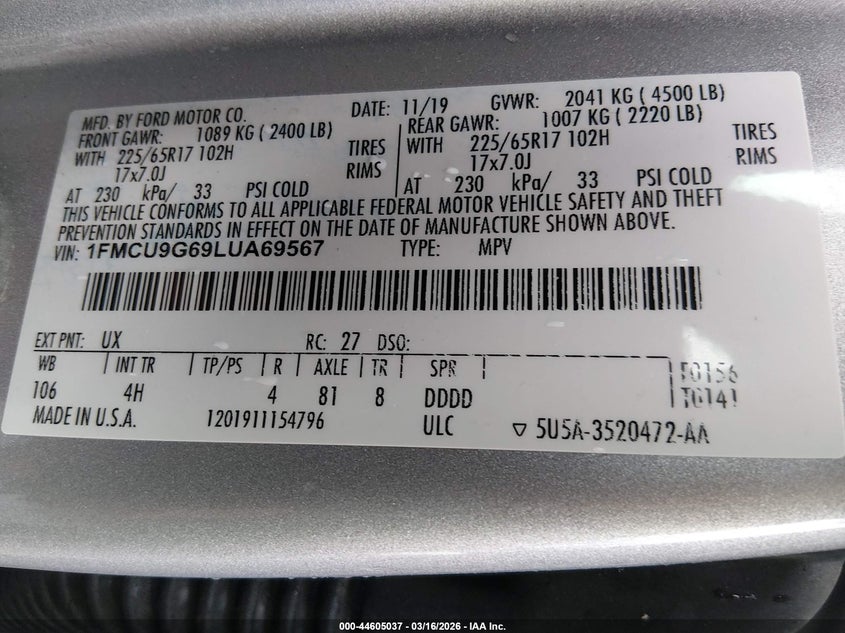 MFD. BY FORD MOTOR CO. DATE: 11/19 GVWR: 2041 KG ( 4500 LB)
FRONT GAWR: 1089 KG ( 2400 LB) REAR GAWR: 1007 KG ( 2220 LB)
WITH 225/65R17 102H TIRES WITH 225/65R17 102H TIRES
17x7.0J RIMS 17x7.0J RIMS
AT 230 kPa/ 33 PSI COLD AT 230 kPa/ 33 PSI COLD
THIS VEHICLE CONFORMS TO ALL APPLICABLE FEDERAL MOTOR VEHICLE SAFETY AND THEFT
PREVENTION STANDARDS IN EFFECT ON THE DATE OF MANUFACTURE SHOWN ABOVE.
VIN: 1FMCU9G69LUA69567 TYPE: MPV
EXT PNT: UX RC: 27 DSO:
WB INT TR TP/PS R AXLE TR SPR T0156
106 4H 4 81 8 DDDD T0141
MADE IN U.S.A. 1201911154796 ULC ▽ 5U5A-3520472-AA
000-44605037 - 03/16/2026 - IAA Inc.